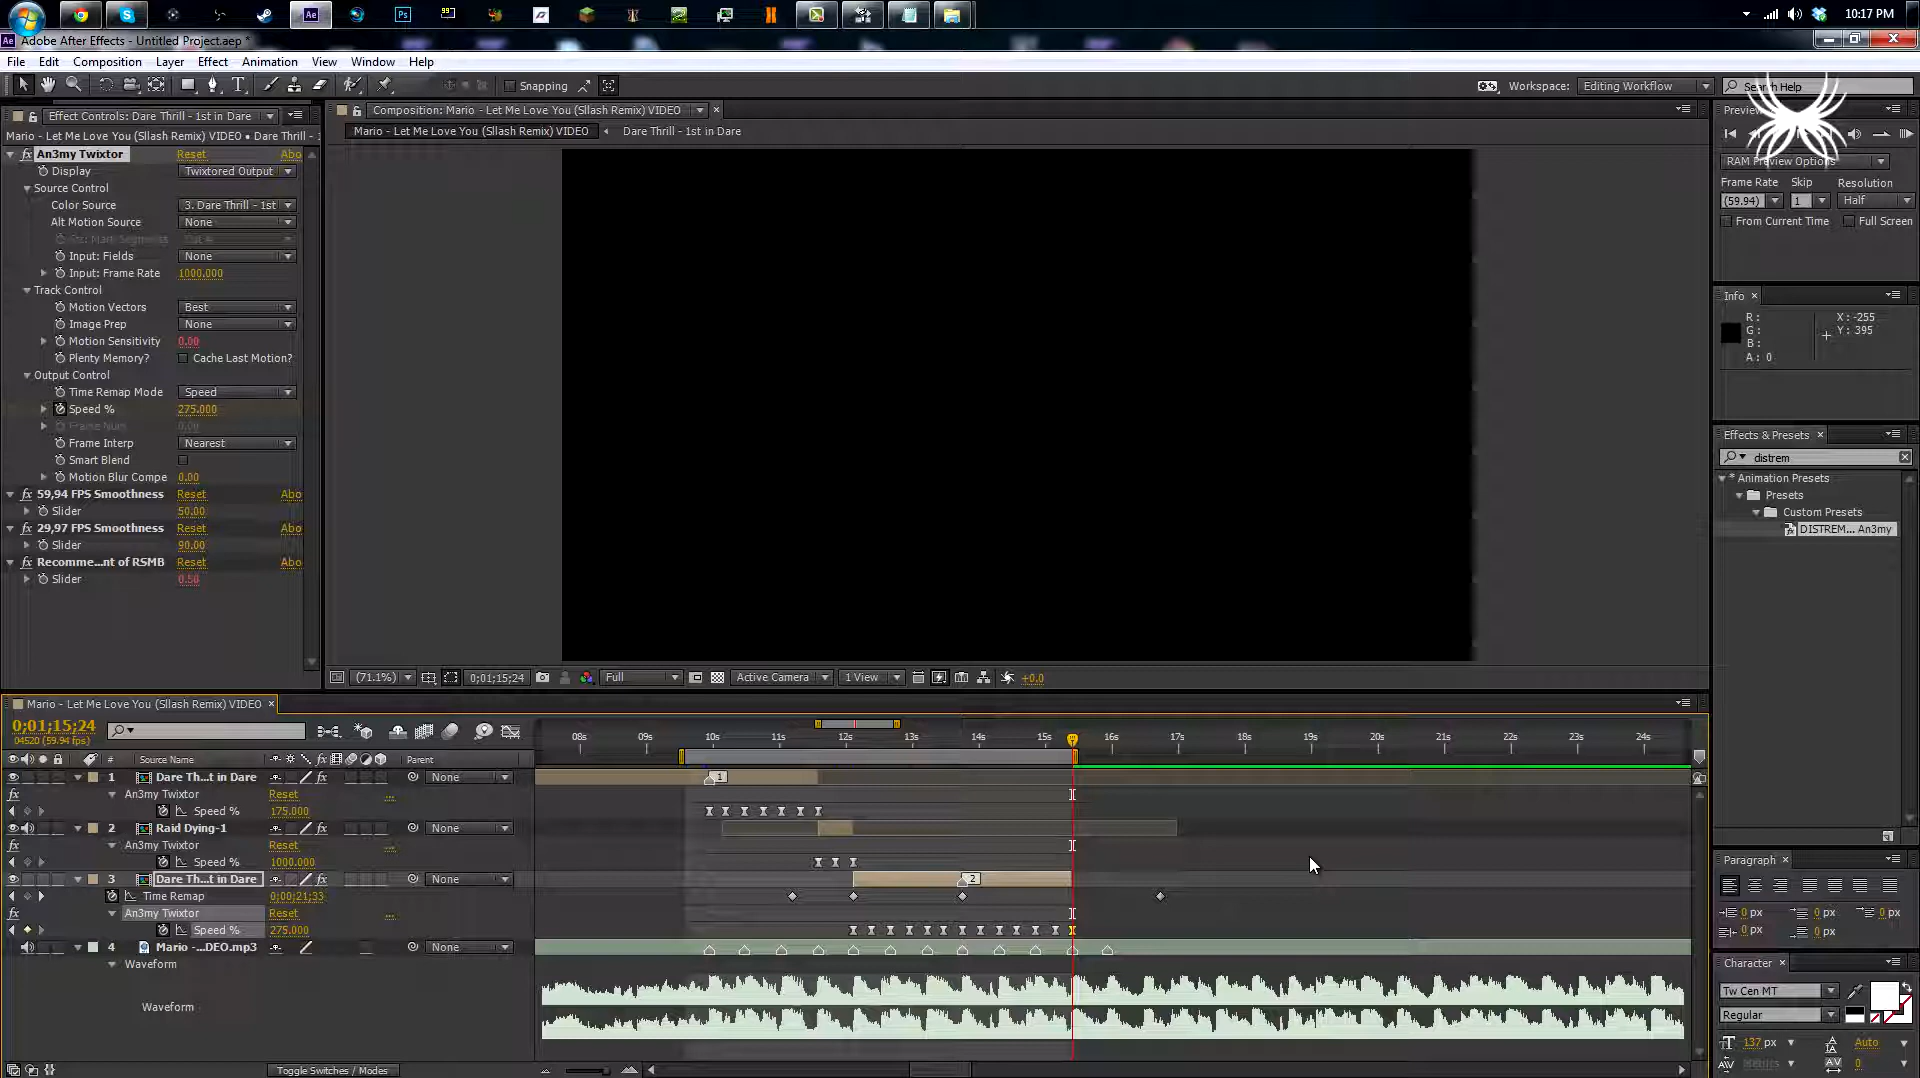 10:17 PM
Adobe After Effects - Untitled Project.aep *
File Edit Composition Layer Effect Animation View Window Help
Snapping
Workspace: Editing Workflow
Search Help
Effect Controls: Dare Thrill - 1st in Dare
Mario - Let Me Love You (Sllash Remix) VIDEO • Dare Thrill - 1
An3my Twixtor Reset Abo
Display Twixtored Output
Source Control
Color Source 3. Dare Thrill - 1st
Alt Motion Source None
Input: Fields None
Input: Frame Rate 1000.000
Track Control
Motion Vectors Best
Image Prep None
Motion Sensitivity 0.00
Plenty Memory? Cache Last Motion?
Output Control
Time Remap Mode Speed
Speed % 275.000
Frame Num 0.00
Frame Interp Nearest
Smart Blend
Motion Blur Compe 0.00
59,94 FPS Smoothness Reset Abo
Slider 50.00
29,97 FPS Smoothness Reset Abo
Slider 90.00
Recomme...nt of RSMB Reset Abo
Slider 0.50
Composition: Mario - Let Me Love You (Sllash Remix) VIDEO
Mario - Let Me Love You (Sllash Remix) VIDEO Dare Thrill - 1st in Dare
(71.1%) 0;01;15;24 Full Active Camera 1 View +0.0
Preview
RAM Preview Options
Frame Rate Skip Resolution
(59.94) 1 Half
From Current Time Full Screen
Info
R: X: -255
G: Y: 395
B:
A: 0
Effects & Presets
distrem
* Animation Presets
Presets
Custom Presets
DISTREM... An3my
Mario - Let Me Love You (Sllash Remix) VIDEO
0;01;15;24
04520 (59.94 fps)
08s 09s 10s 11s 12s 13s 14s 15s 16s 17s 18s 19s 20s 21s 22s 23s 24s
# Source Name Parent
1 Dare Th...t in Dare None 1
An3my Twixtor Reset ...
Speed % 175.000
2 Raid Dying-1 None
An3my Twixtor Reset ...
Speed % 1000.000
3 Dare Th...t in Dare None 2
Time Remap 0;00;21;33
An3my Twixtor Reset ...
Speed % 275.000
4 Mario -...DEO.mp3 None
Waveform
Waveform
Toggle Switches / Modes
Paragraph
0 px 0 px 0 px
0 px 0 px
Character
Tw Cen MT
Regular
137 px Auto
Metrics 0